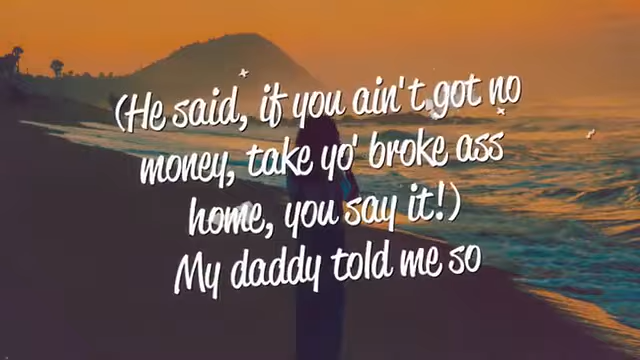 (He said, if you ain't got no
money, take yo' broke ass
home, you say it!)
My daddy told me so